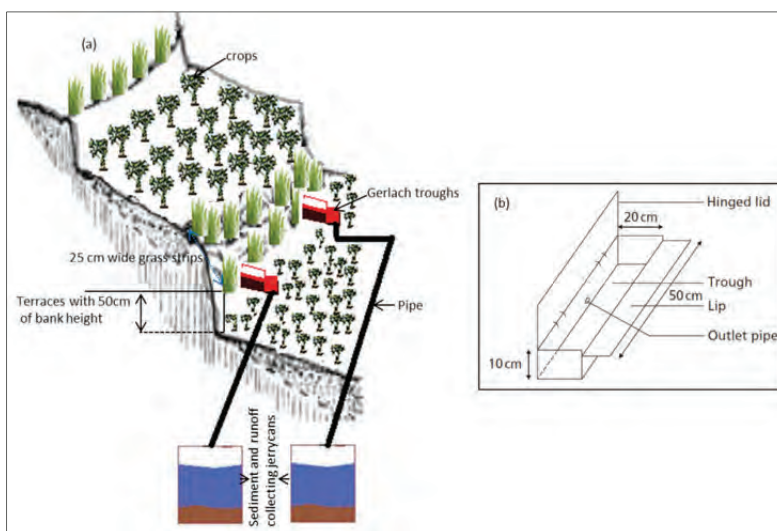 (a)
crops
Gerlach troughs
25 cm wide grass strips
Terraces with 50cm
of bank height
Pipe
Sediment and runoff
collecting jerrycans
(b)
Hinged lid
20 cm
Trough
50 cm
Lip
Outlet pipe
10 cm